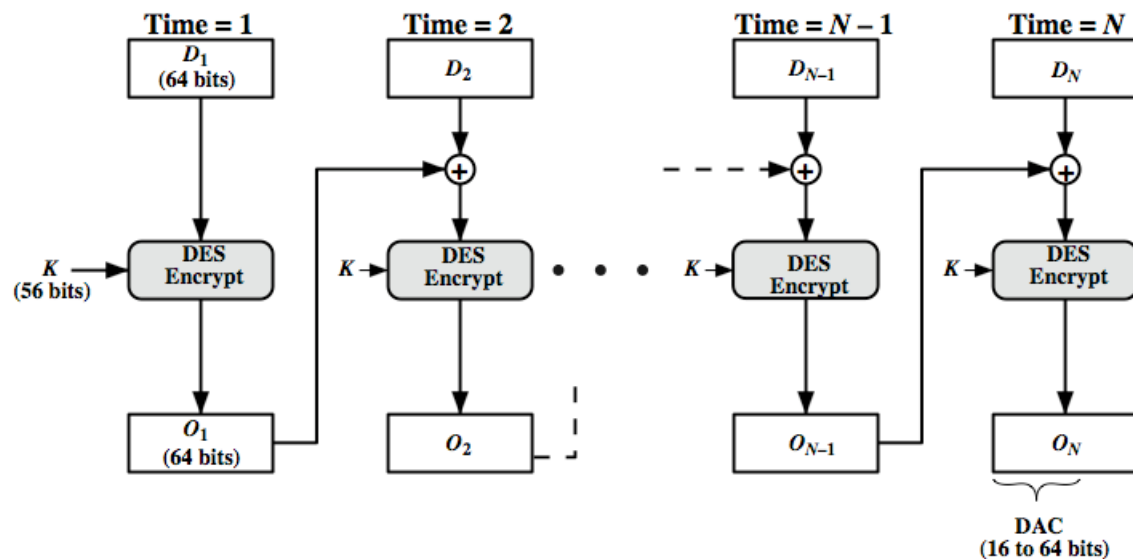 Time = 1 Time = 2 Time = N – 1 Time = N
D1 D2 DN–1 DN
(64 bits)
+ + +
K DES Encrypt K DES Encrypt K DES Encrypt K DES Encrypt
(56 bits)
O1 O2 ON–1 ON
(64 bits)
DAC
(16 to 64 bits)